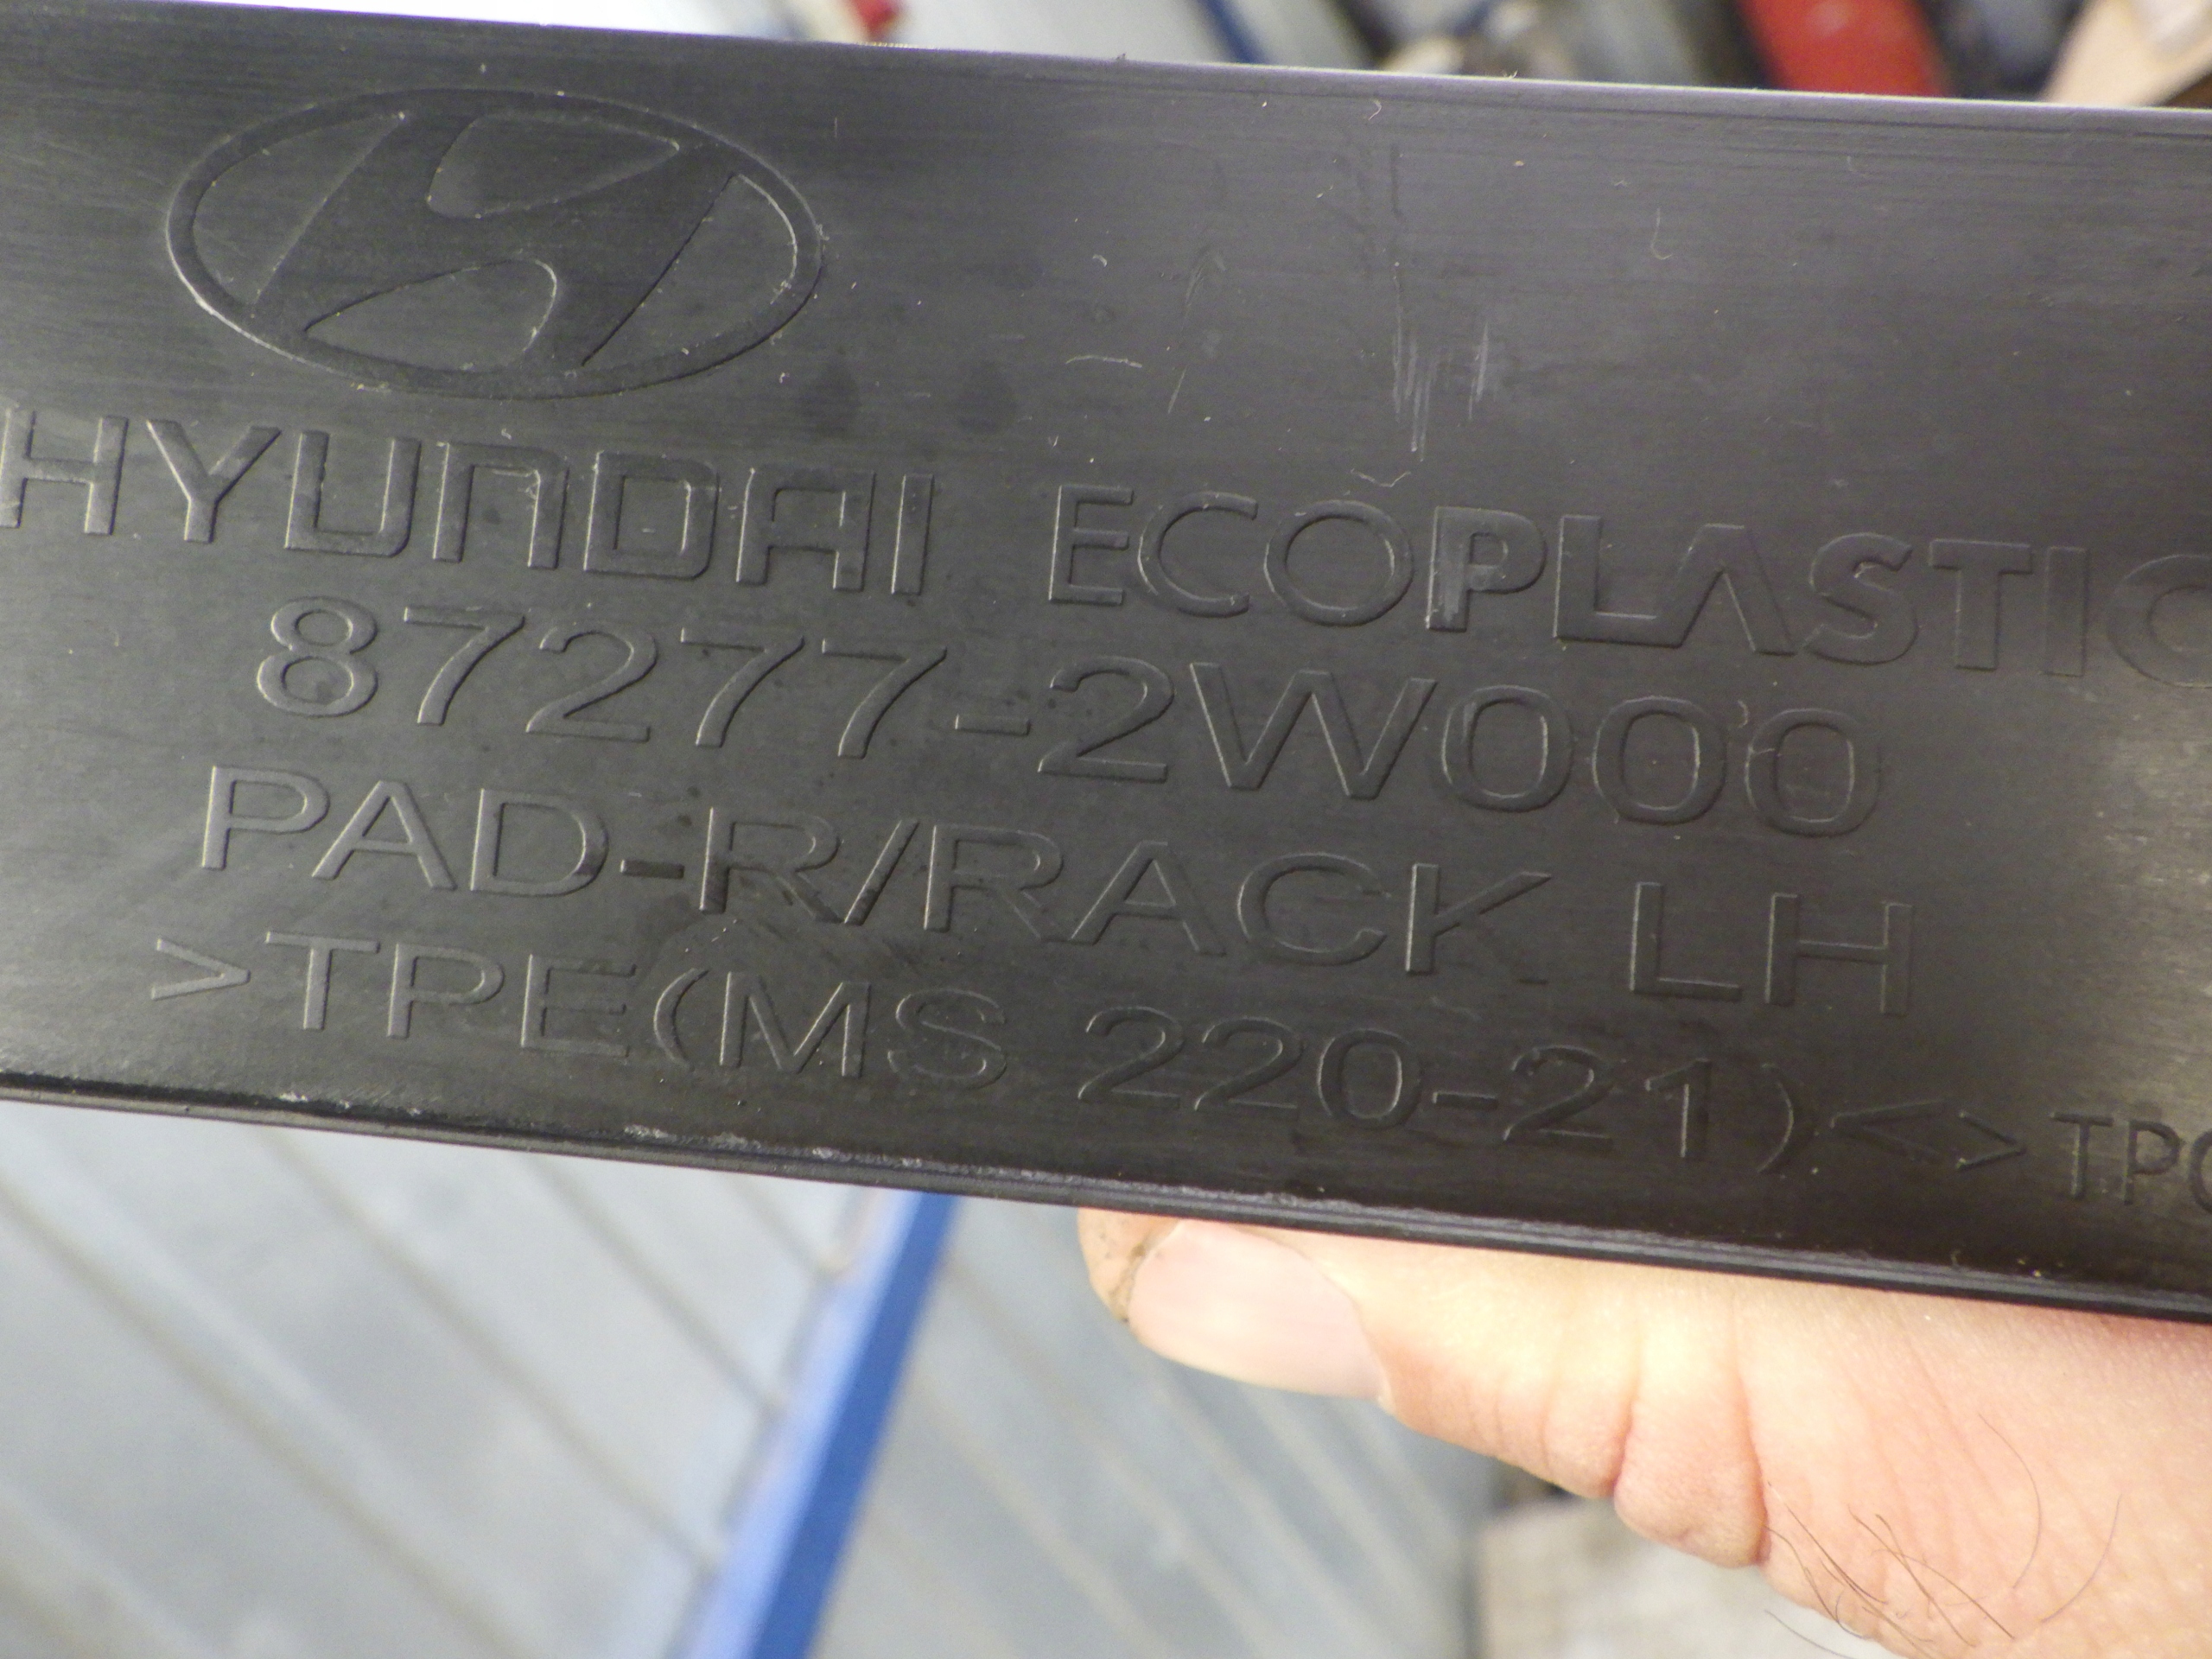 HYUNDAI ECOPLASTIC
87277-2W000
PAD-R/RACK LH
>TPE(MS 220-21)<>TPO